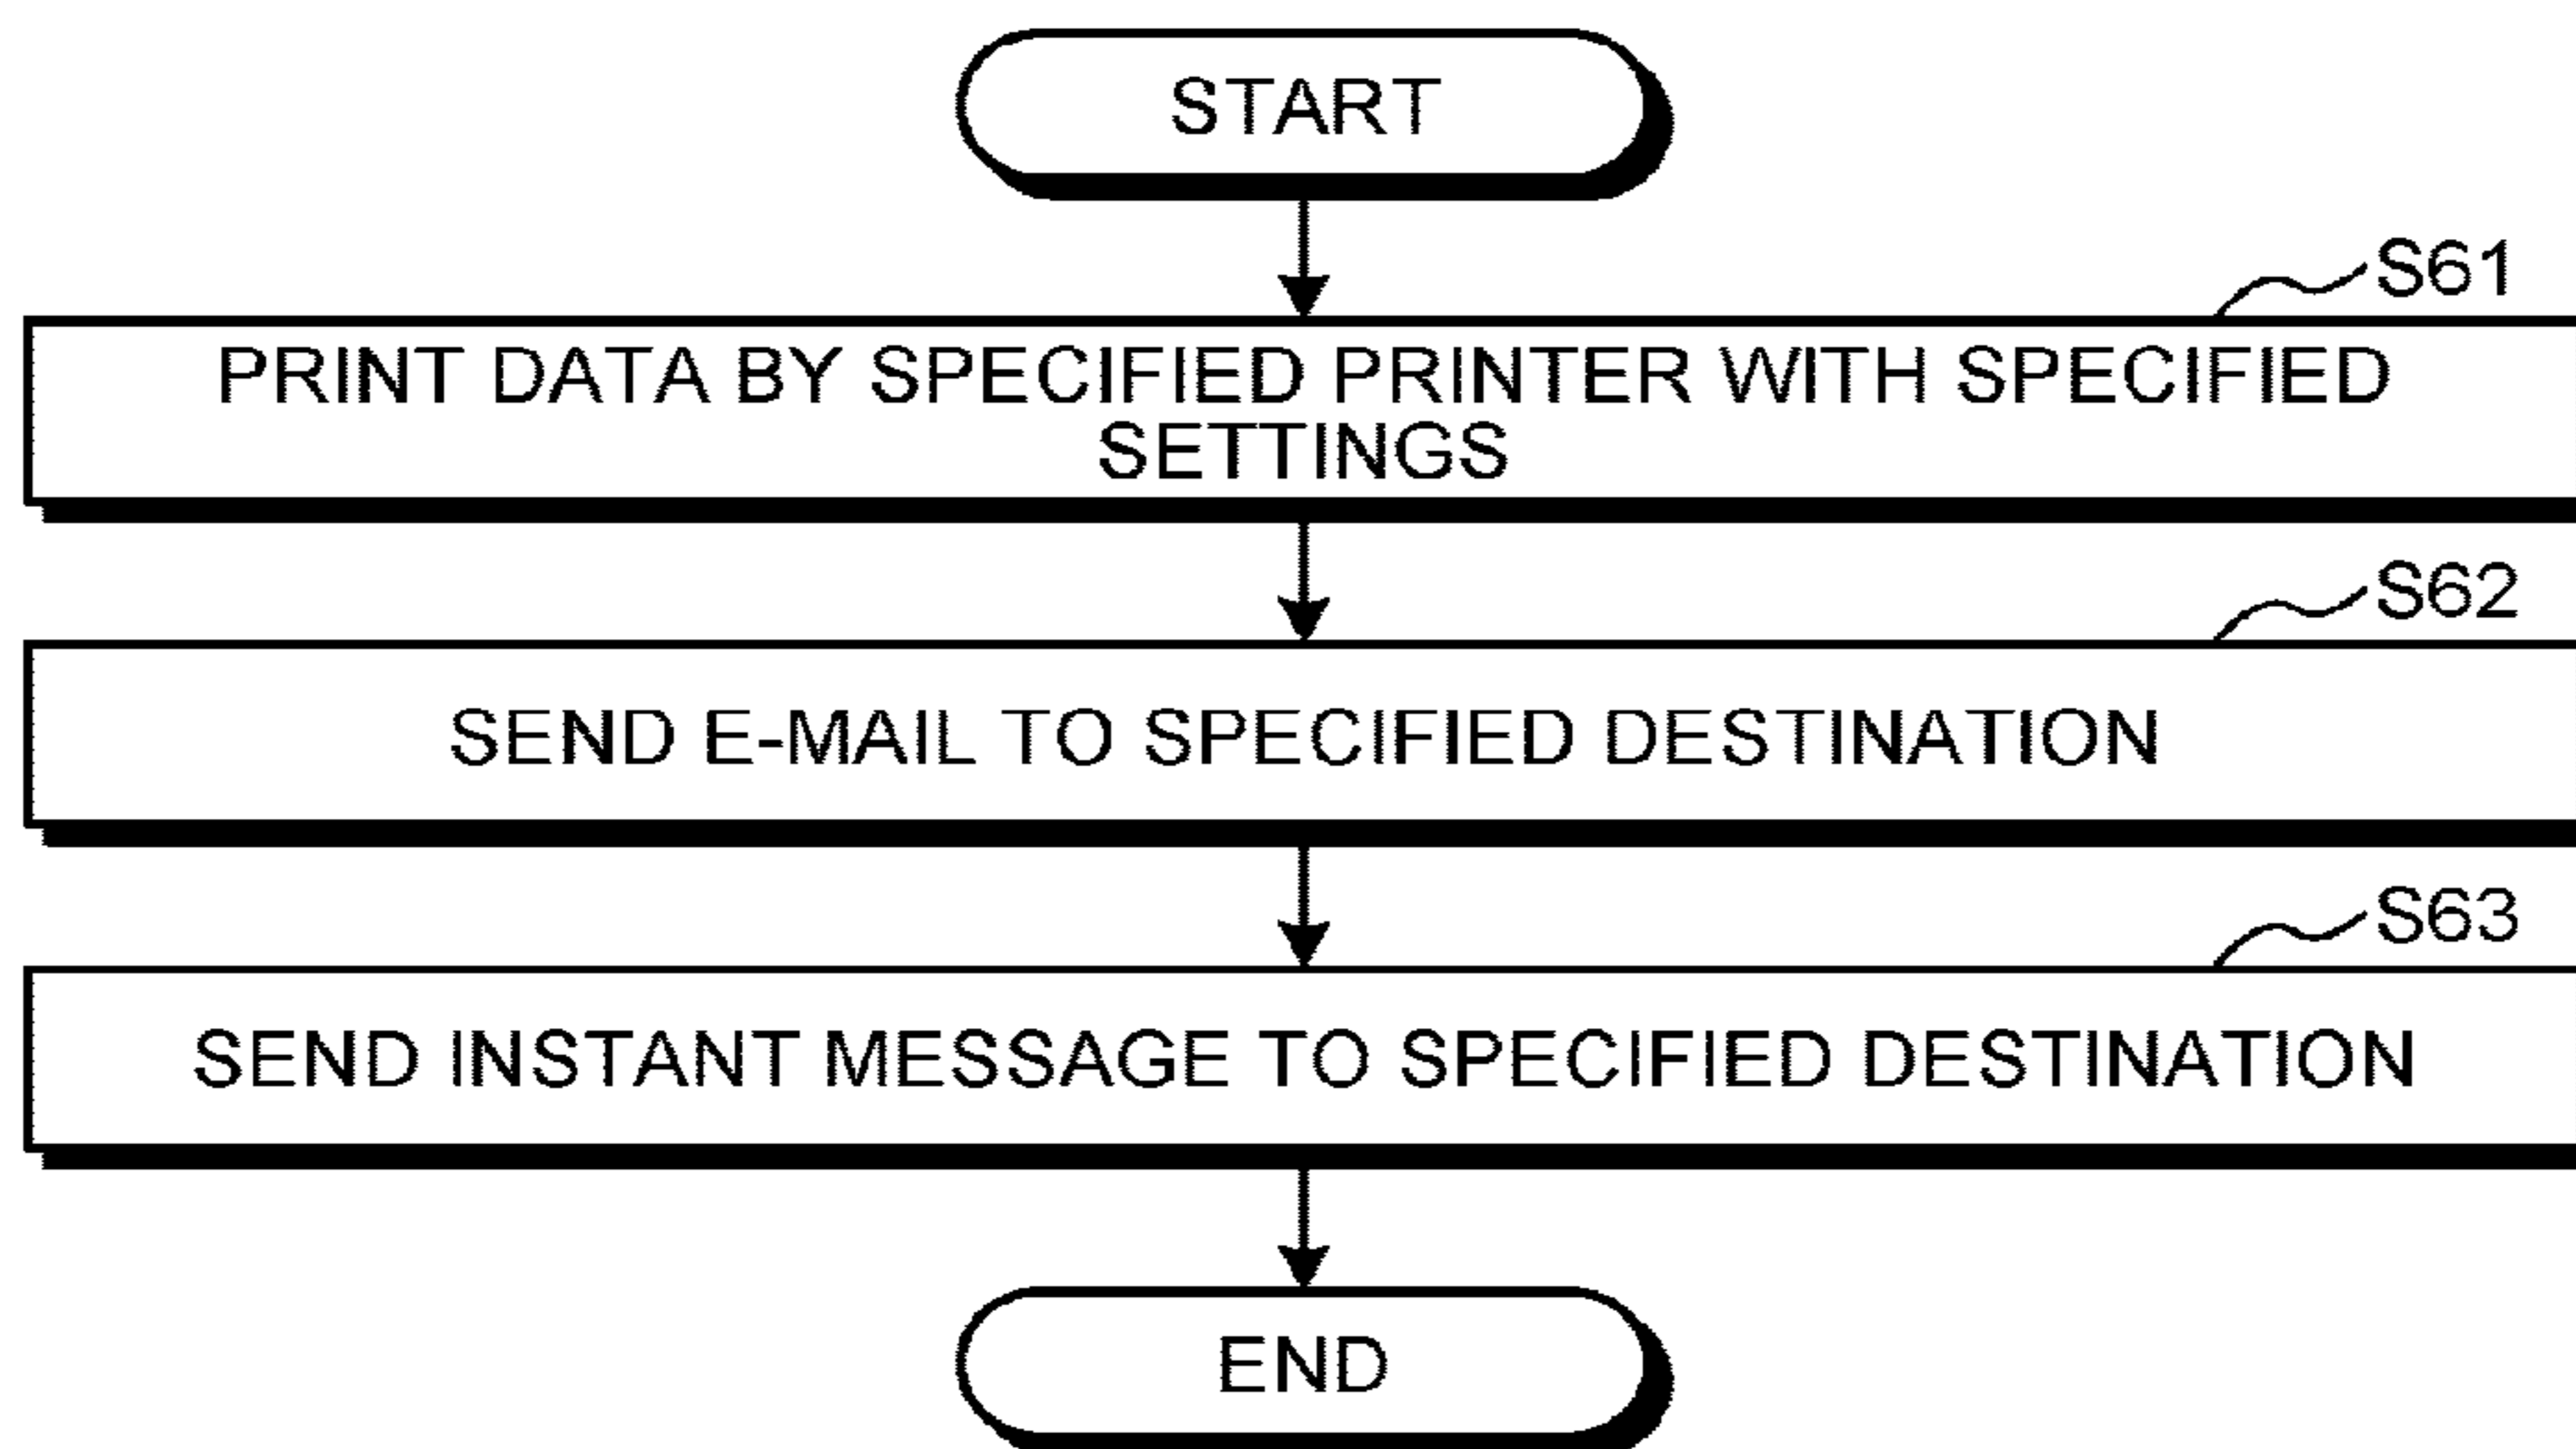 START
S61
PRINT DATA BY SPECIFIED PRINTER WITH SPECIFIED
SETTINGS
S62
SEND E-MAIL TO SPECIFIED DESTINATION
S63
SEND INSTANT MESSAGE TO SPECIFIED DESTINATION
END